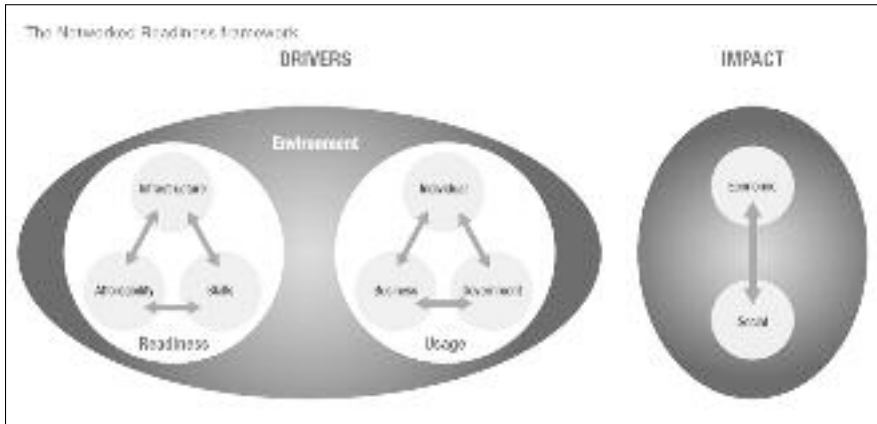 The Networked Readiness framework
DRIVERS
IMPACT
Environment
Infrastructure
Individual
Economic
Affordability
Skills
Business
Government
Social
Readiness
Usage